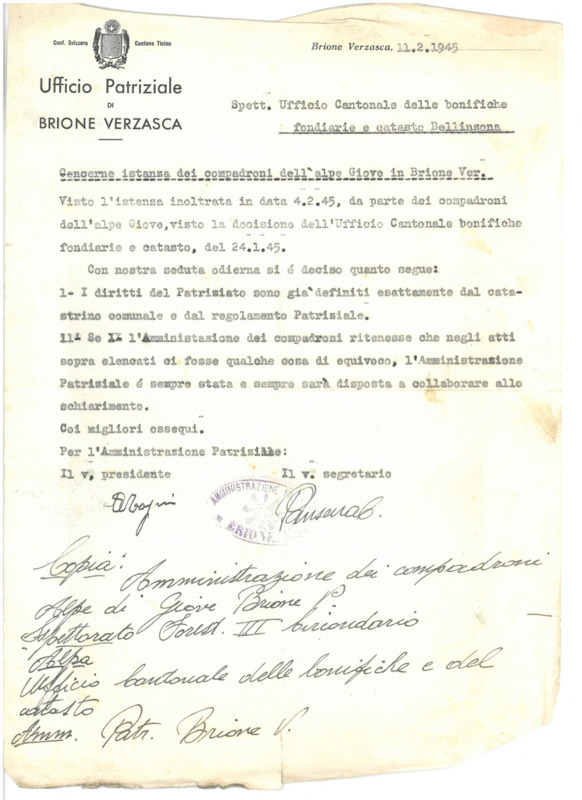 Conf. Svizzera Cantone Ticino
Ufficio Patriziale
DI
BRIONE VERZASCA
Brione Verzasca, 11.2.1945
Spett. Ufficio Cantonale delle bonifiche
fondiarie e catasto Bellinzona
Concerne istanza dei compadroni dell'alpe Giove in Brione Ver.
Visto l'istanza inoltrata in data 4.2.45, da parte dei compadroni
dell'alpe Giove,visto la decisione dell'Ufficio Cantonale bonifiche
fondiarie e catasto, del 24.1.45.
Con nostra seduta odierna si é deciso quanto segue:
1- I diritti del Patriziato sono già definiti esattamente dal cata-
strino comunale e dal regolamento Patriziale.
11- Se l'Amministasione dei compadroni ritenesse che negli atti
sopra elencati ci fosse qualche cosa di equivoco, l'Amministrazione
Patriziale é sempre stata e sempre sarà disposta a collaborare allo
schiarimento.
Coi migliori ossequi.
Per l'Amministrazione Patriziale:
Il v, presidente Il v. segretario
AMMINISTRAZIONE
BRIONE
Copia:
Amministrazione dei compadroni
Alpe di Giove Brione V.
Ispettorato Forest. III Circondario
Ufficio Cantonale delle bonifiche e del
catasto
Amm. Patr. Brione V.